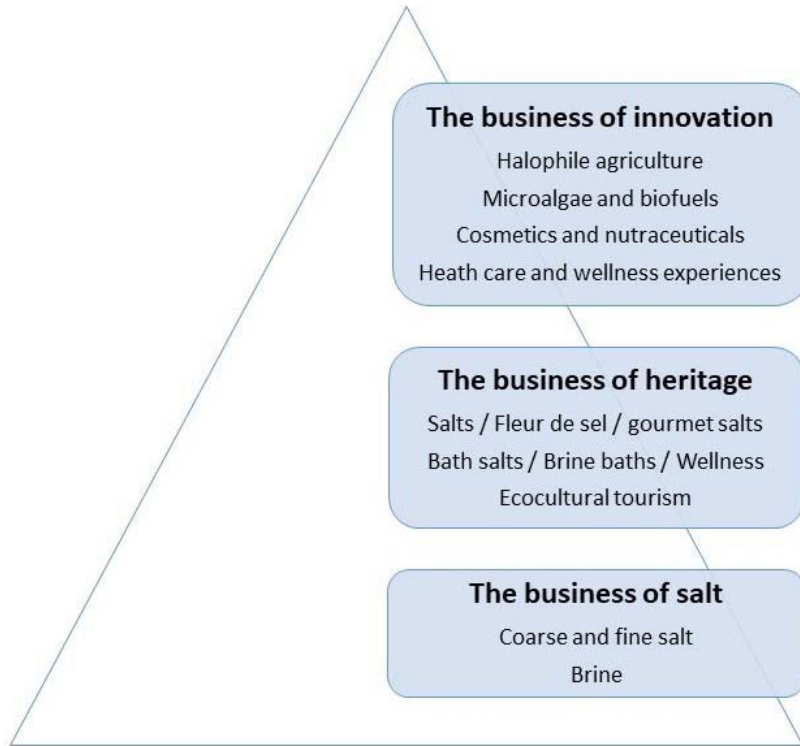 The business of innovation
Halophile agriculture
Microalgae and biofuels
Cosmetics and nutraceuticals
Heath care and wellness experiences
The business of heritage
Salts / Fleur de sel / gourmet salts
Bath salts / Brine baths / Wellness
Ecocultural tourism
The business of salt
Coarse and fine salt
Brine